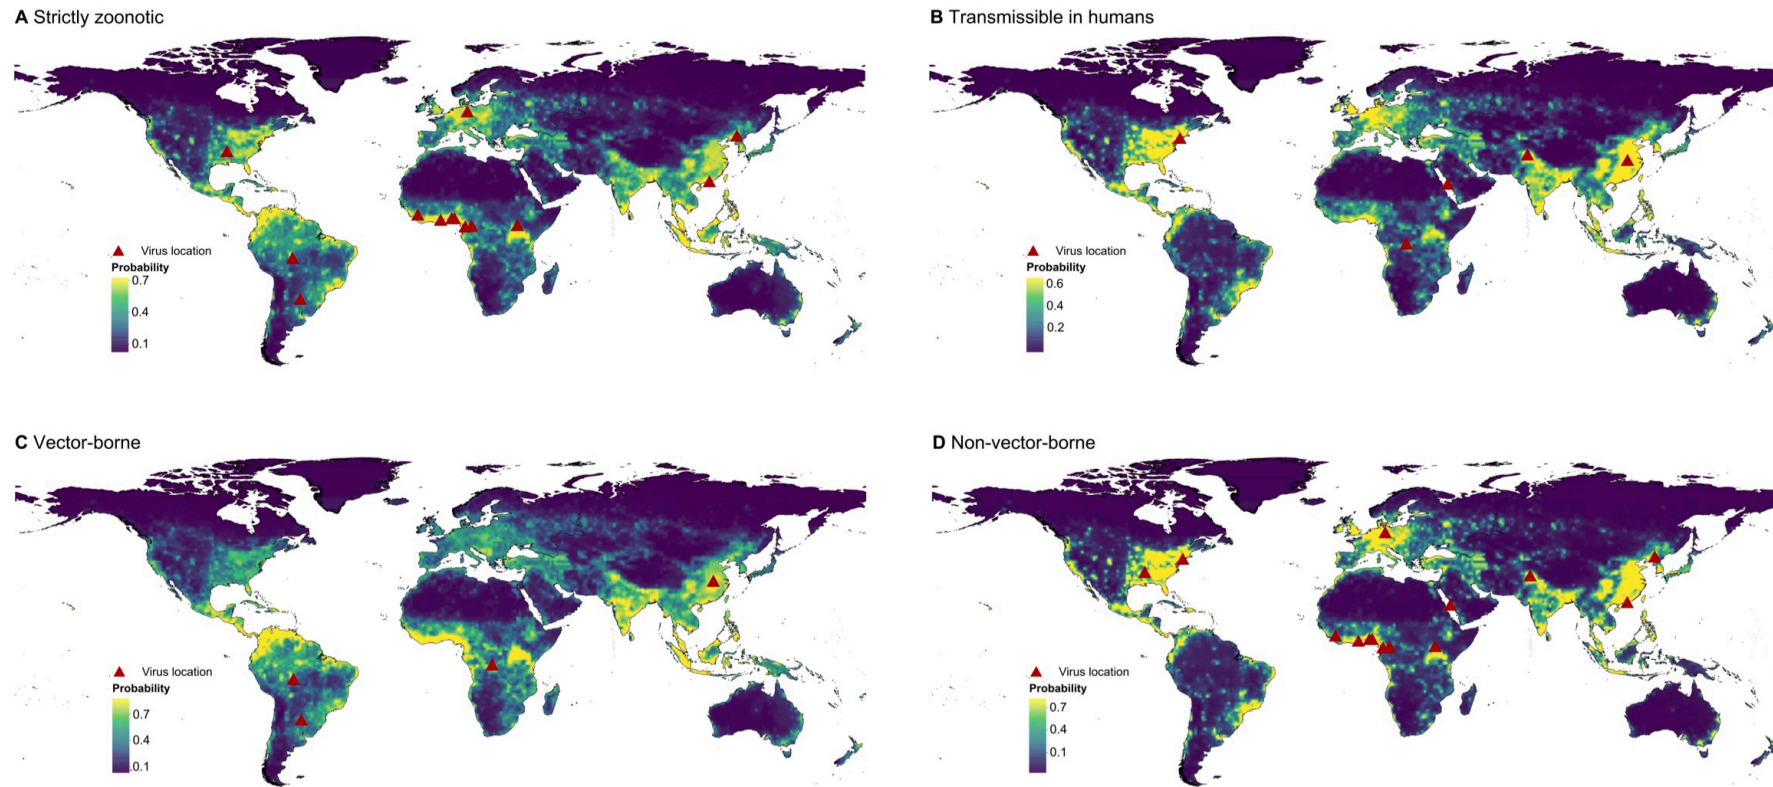 A Strictly zoonotic
Virus location
Probability
0.7
0.4
0.1
B Transmissible in humans
Virus location
Probability
0.6
0.4
0.2
C Vector-borne
Virus location
Probability
0.7
0.4
0.1
D Non-vector-borne
Virus location
Probability
0.7
0.4
0.1